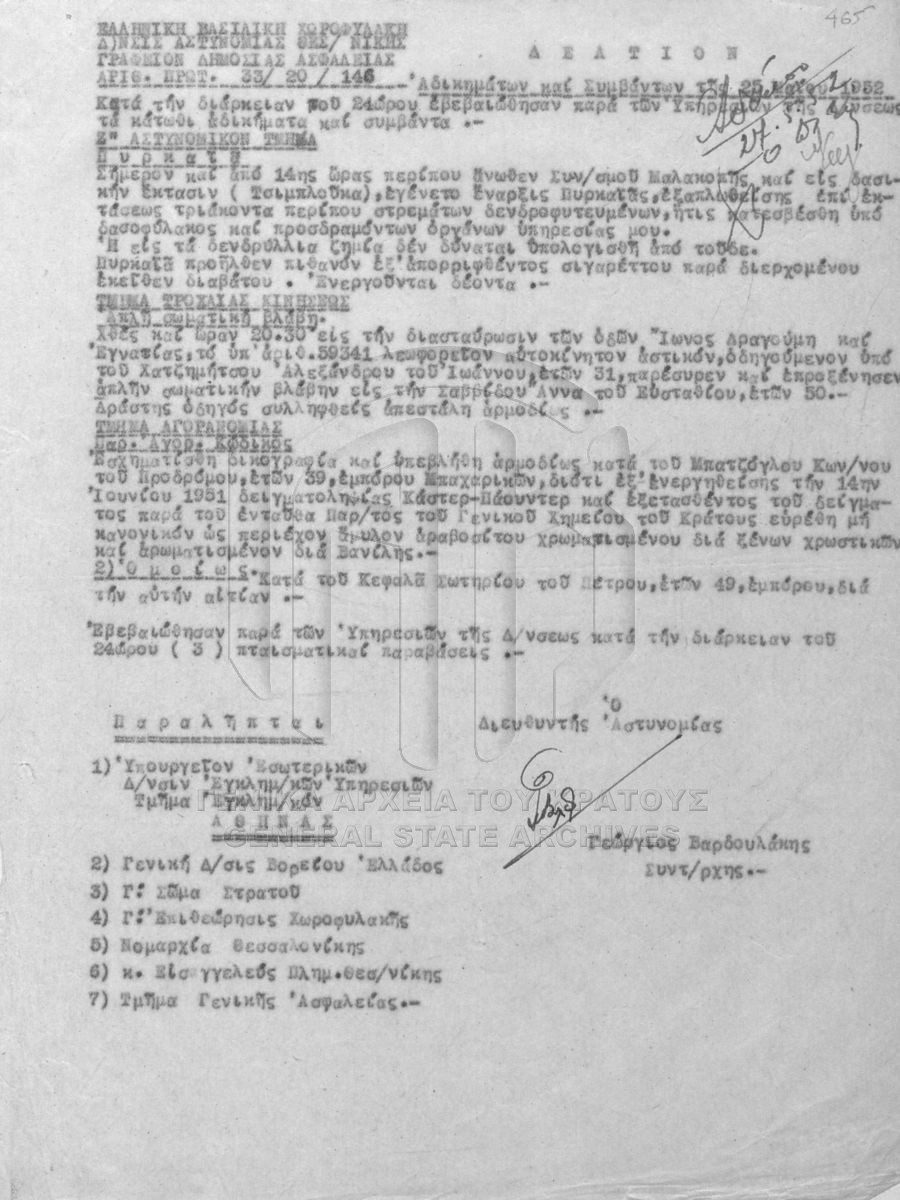 465
ΕΛΛΗΝΙΚΗ ΒΑΣΙΛΙΚΗ ΧΩΡΟΦΥΛΑΚΗ
Δ)ΝΣΙΣ ΑΣΤΥΝΟΜΙΑΣ ΘΕΣ/ΝΙΚΗΣ
ΓΡΑΦΕΙΟΝ ΔΗΜΟΣΙΑΣ ΑΣΦΑΛΕΙΑΣ
ΑΡΙΘ. ΠΡΩΤ. 33/20/146
Δ Ε Λ Τ Ι Ο Ν
Ἀδικημάτων καί Συμβάντων τῆς 25 Μαΐου 1952
Κατά τήν διάρκειαν τοῦ 24ώρου ἐβεβαιώθησαν παρά τῶν Ὑπηρεσιῶν τῆς Δ/νσεως
τά κάτωθι ἀδικήματα καί συμβάντα .-
Ζ" ΑΣΤΥΝΟΜΙΚΟΝ ΤΜΗΜΑ
Π υ ρ κ α ϊ ά
Σήμερον καί ἀπό 14ης ὥρας περίπου ἄνωθεν Συν/σμοῦ Μαλακοπῆς καί εἰς δασι-
κήν ἔκτασιν ( Τσιμπλούκα),ἐγένετο ἔναρξις Πυρκαϊᾶς,ἐξαπλωθείσης ἐπί ἐκ-
τάσεως τριάκοντα περίπου στρεμάτων δενδροφυτευμένων,ἥτις κατεσβέσθη ὑπό
δασοφύλακος καί προσδραμόντων ὀργάνων ὑπηρεσίας μου.
Ἡ εἰς τά δενδρύλλια ζημία δέν δύναται ὑπολογισθῆ ἀπό τοῦδε.
Πυρκαϊᾶ προῆλθεν πιθανόν ἐξ'ἀπορριφθέντος σιγαρέττου παρά διερχομένου
ἐκεῖθεν διαβάτου . Ἐνεργοῦνται δέοντα .-
ΤΜΗΜΑ ΤΡΟΧΑΙΑΣ ΚΙΝΗΣΕΩΣ
Ἁπλῆ σωματική βλάβη.
Χθές καί ὥραν 20.30'εἰς τήν διασταύρωσιν τῶν ὁδῶν Ἴωνος Δραγούμη καί
Ἐγνατίας,τό ὑπ'ἀριθ.59341 λεωφορεῖον αὐτοκίνητον ἀστικόν,ὁδηγούμενον ὑπό
τοῦ Χατζημήτσου Ἀλεξάνδρου τοῦ Ἰωάννου,ἐτῶν 31,παρέσυρεν καί ἐπροξένησεν
ἁπλῆν σωματικήν βλάβην εἰς τήν Σαββίδου Ἄννα τοῦ Εὐσταθίου,ἐτῶν 50.-
Δράστης ὁδηγός συλληφθείς ἀπεστάλη ἁρμοδίως .-
ΤΜΗΜΑ ΑΓΟΡΑΝΟΜΙΑΣ
Παρ. Ἀγορ. Κώδικος
Ἐσχηματίσθη δικογραφία καί ὑπεβλήθη ἁρμοδίως κατά τοῦ Μπατζόγλου Κων/νου
τοῦ Προδρόμου,ἐτῶν 39,ἐμπόρου Μπαχαρικῶν,διότι ἐξ'ἐνεργηθείσης τήν 14ην
Ἰουνίου 1951 δειγματοληψίας Κάστερ-Πάουντερ καί ἐξετασθέντος τοῦ δείγμα-
τος παρά τοῦ ἐνταῦθα Παρ/τος τοῦ Γενικοῦ Χημείου τοῦ Κράτους εὑρέθη μή
κανονικόν ὡς περιέχον ἄμυλον ἀραβοσίτου χρωματισμένου διά ξένων χρωστικῶν
καί ἀρωματισμένον διά Βανίλης.-
2) Ὁ μ ο ί ω ς.Κατά τοῦ Κεφαλᾶ Σωτηρίου τοῦ Πέτρου,ἐτῶν 49,ἐμπόρου,διά
τήν αὐτήν αἰτίαν .-
Ἐβεβαιώθησαν παρά τῶν Ὑπηρεσιῶν τῆς Δ/νσεως κατά τήν διάρκειαν τοῦ
24ώρου ( 3 ) πταισματικαί παραβάσεις .-
Π α ρ α λ ῆ π τ α ι
Ὁ
Διευθυντής Ἀστυνομίας
1) Ὑπουργεῖον Ἐσωτερικῶν
Δ/νσιν Ἐγκλημ/κῶν Ὑπηρεσιῶν
Τμῆμα Ἐγκλημ/κόν
Α Θ Η Ν Α Σ
ΓΕΝΙΚΑ ΑΡΧΕΙΑ ΤΟΥ ΚΡΑΤΟΥΣ
GENERAL STATE ARCHIVES
Γεώργιος Βαρδουλάκης
Συντ/ρχης.-
2) Γενική Δ/σις Βορείου Ἑλλάδος
3) Γ: Σῶμα Στρατοῦ
4) Γ:Ἐπιθεώρησις Χωροφυλακῆς
5) Νομαρχία Θεσσαλονίκης
6) κ. Εἰσαγγελεύς Πλημ.Θεσ/νίκης
7) Τμῆμα Γενικῆς Ἀσφαλείας.-